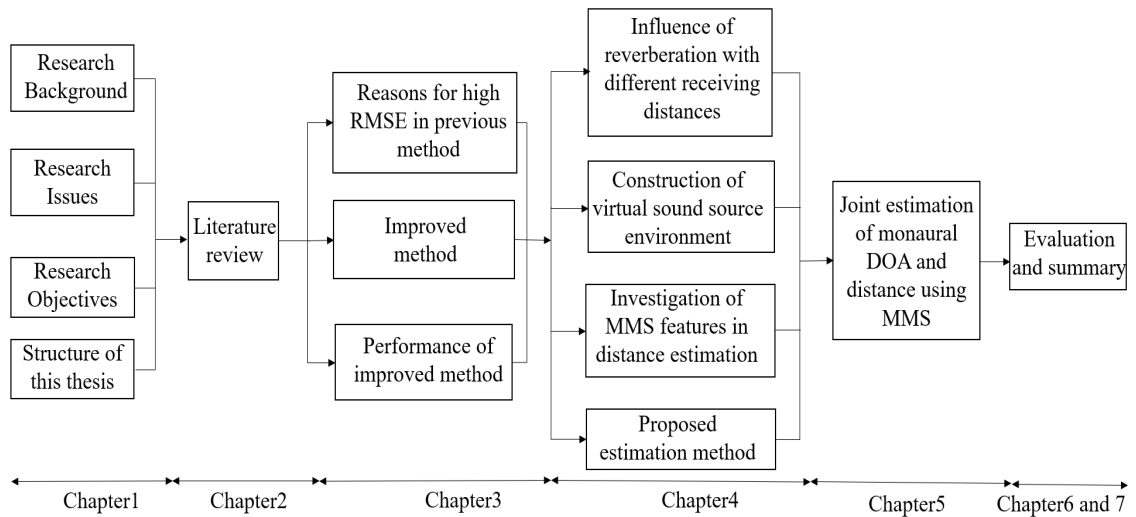 Research
Background
Research
Issues
Research
Objectives
Structure of
this thesis
Literature
review
Reasons for high
RMSE in previous
method
Improved
method
Performance of
improved method
Influence of
reverberation with
different receiving
distances
Construction of
virtual sound source
environment
Investigation of
MMS features in
distance estimation
Proposed
estimation method
Joint estimation
of monaural
DOA and
distance using
MMS
Evaluation
and summary
Chapter1
Chapter2
Chapter3
Chapter4
Chapter5
Chapter6 and 7